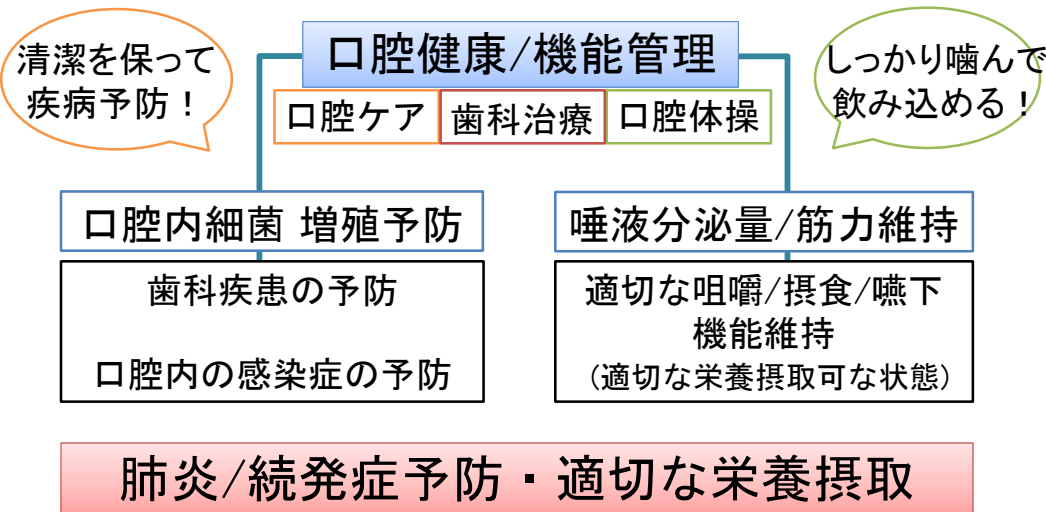 清潔を保って
疾病予防！
口腔健康/機能管理
しっかり噛んで
飲み込める！
口腔ケア
歯科治療
口腔体操
口腔内細菌 増殖予防
歯科疾患の予防
口腔内の感染症の予防
唾液分泌量/筋力維持
適切な咀嚼/摂食/嚥下
機能維持
（適切な栄養摂取可な状態）
肺炎/続発症予防・適切な栄養摂取